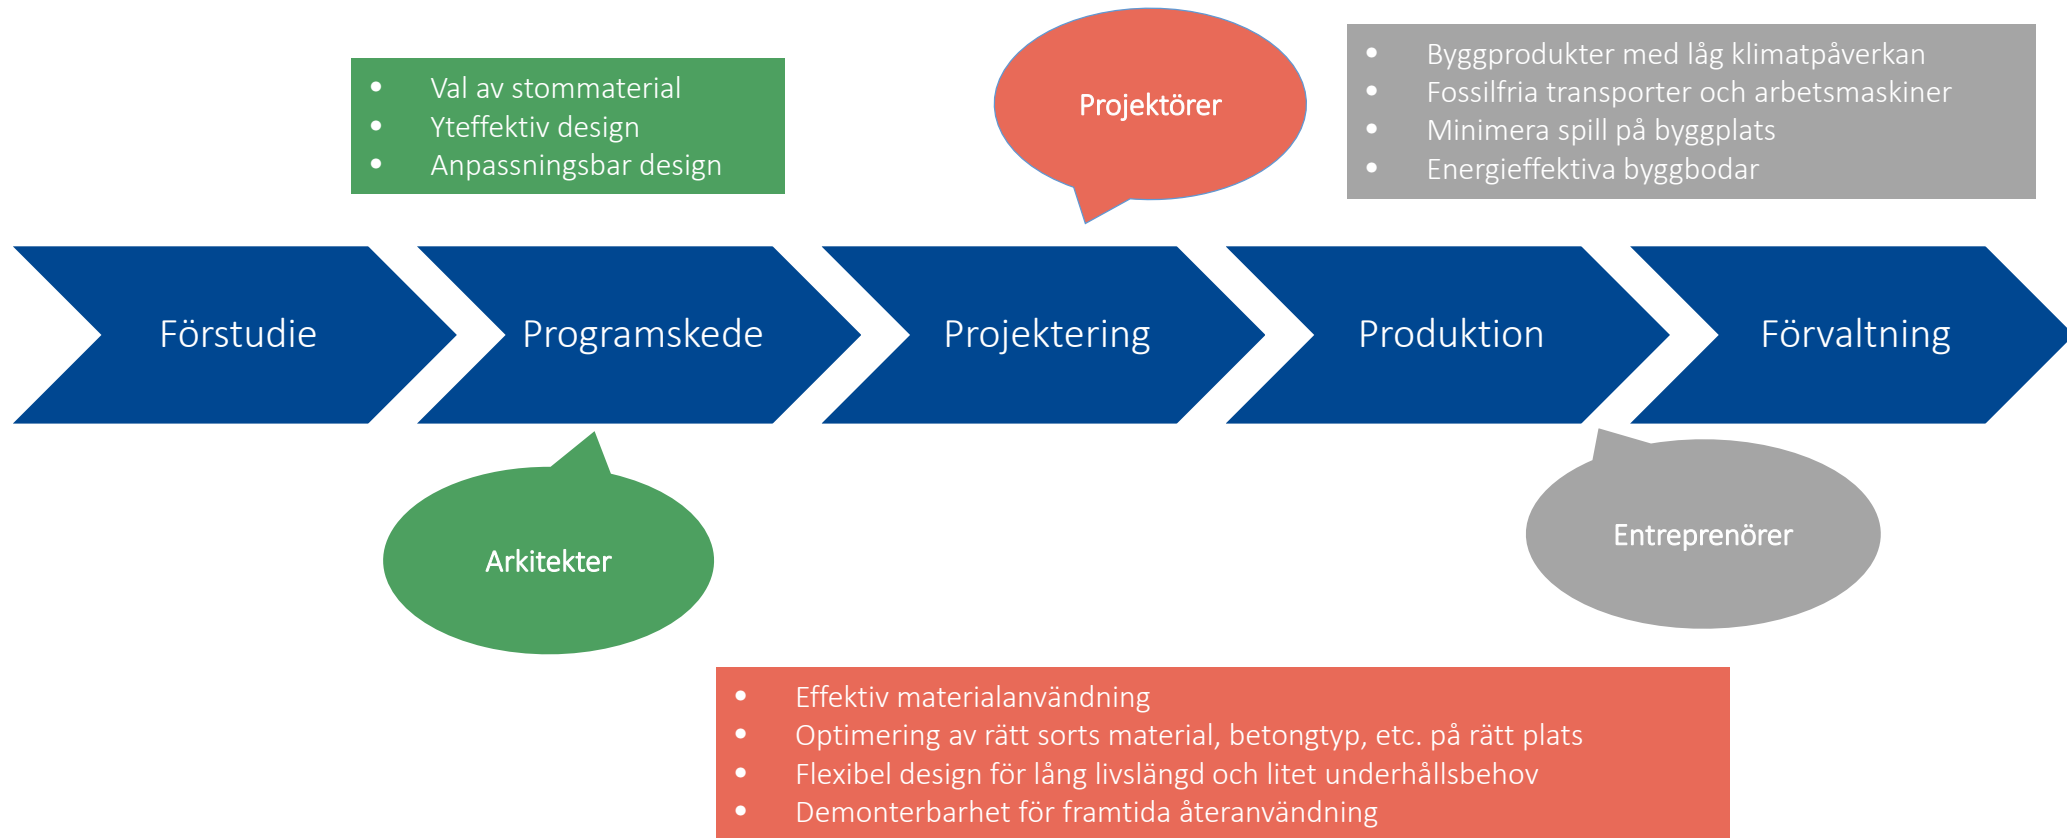 • Val av stommaterial
• Yteffektiv design
• Anpassningsbar design
Projektörer
• Byggprodukter med låg klimatpåverkan
• Fossilfria transporter och arbetsmaskiner
• Minimera spill på byggplats
• Energieffektiva byggbodar
Förstudie
Programskede
Projektering
Produktion
Förvaltning
Arkitekter
Entreprenörer
• Effektiv materialanvändning
• Optimering av rätt sorts material, betongtyp, etc. på rätt plats
• Flexibel design för lång livslängd och litet underhållsbehov
• Demonterbarhet för framtida återanvändning